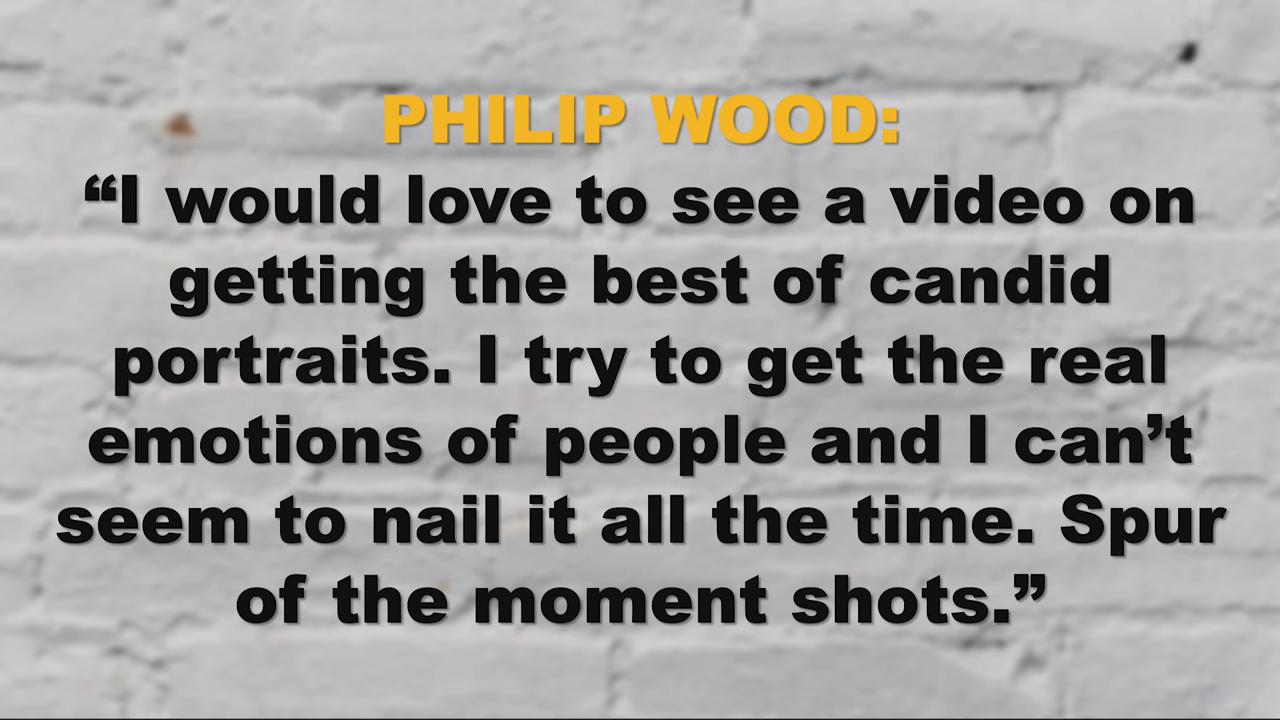 PHILIP WOOD:
“I would love to see a video on
getting the best of candid
portraits. I try to get the real
emotions of people and I can’t
seem to nail it all the time. Spur
of the moment shots.”